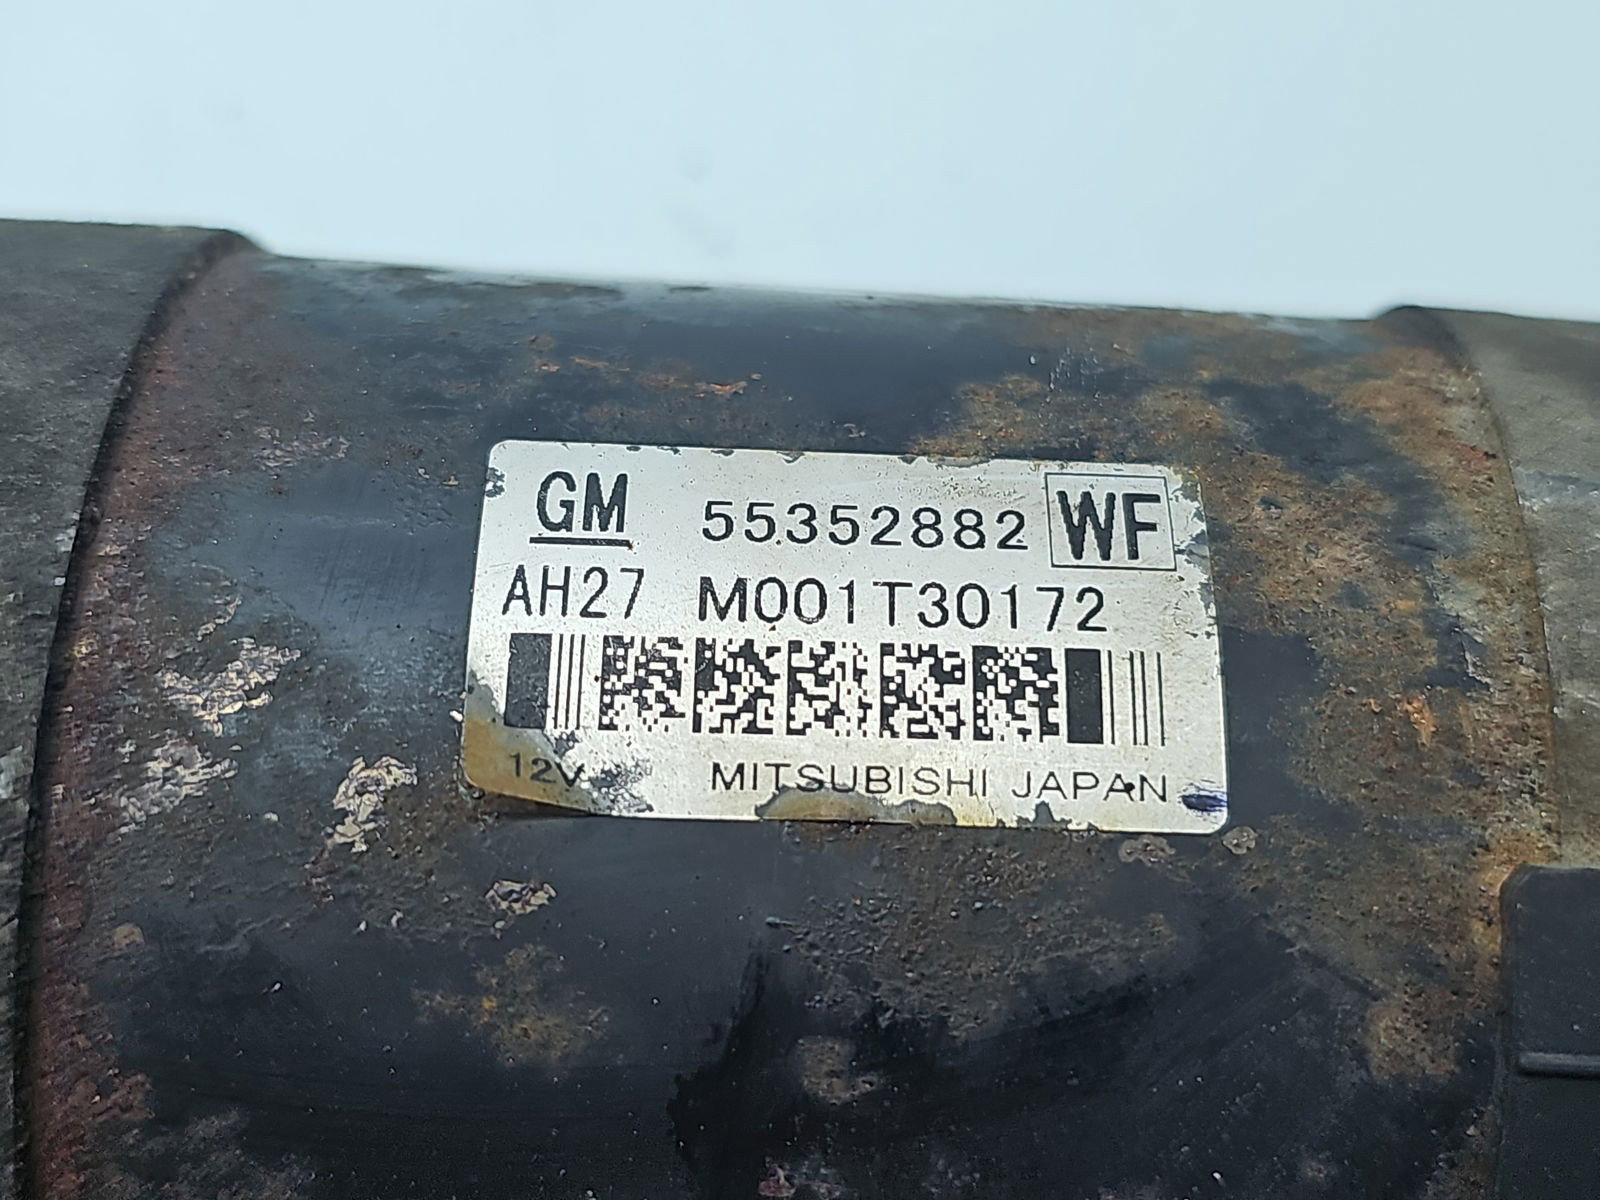 GM 55352882 WF
AH27 M001T30172
12V MITSUBISHI JAPAN